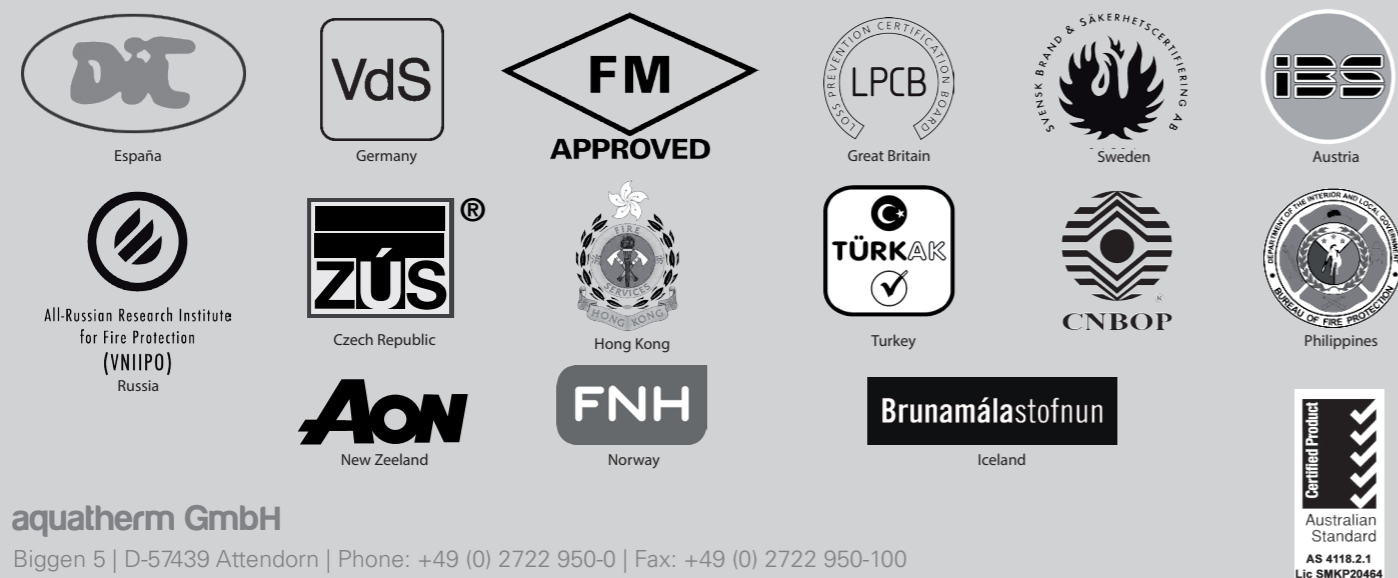 DiT
España
VdS
Germany
FM
APPROVED
LOSS PREVENTION CERTIFICATION BOARD
LPCB
Great Britain
SVENSK BRAND & SÄKERHETSCERTIFIERING AB
Sweden
iBS
Austria
All-Russian Research Institute
for Fire Protection
(VNIIPO)
Russia
ZÚS
®
Czech Republic
FIRE
SERVICES
HONG KONG
Hong Kong
TÜRKAK
Turkey
®
CNBOP
DEPARTMENT OF THE INTERIOR AND LOCAL GOVERNMENT
BUREAU OF FIRE PROTECTION
Philippines
AON
New Zeeland
FNH
Norway
Brunamálastofnun
Iceland
Certified Product
Australian
Standard
AS 4118.2.1
Lic SMKP20464
aquatherm GmbH
Biggen 5 | D-57439 Attendorn | Phone: +49 (0) 2722 950-0 | Fax: +49 (0) 2722 950-100